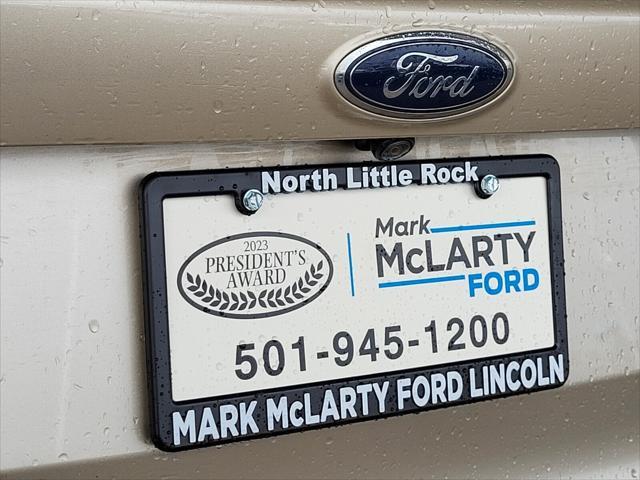 Ford
North Little Rock
2023
PRESIDENT'S
AWARD
Mark
McLARTY
FORD
501-945-1200
MARK McLARTY FORD LINCOLN